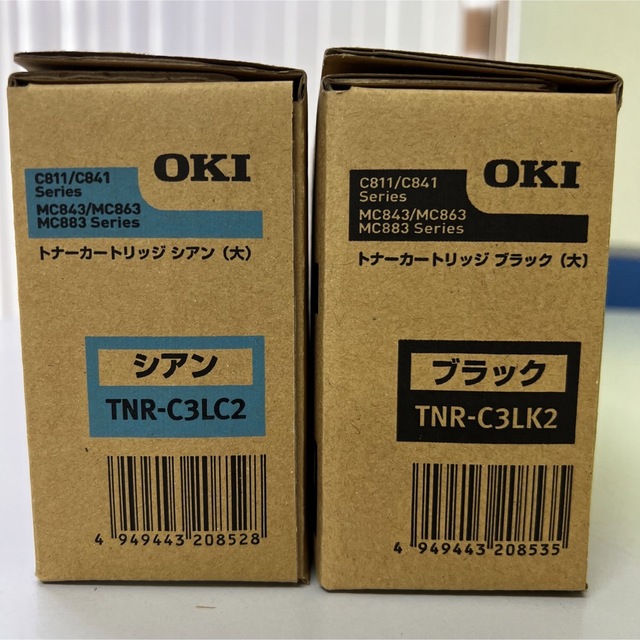 OKI
C811/C841
Series
MC843/MC863
MC883 Series
トナーカートリッジ シアン（大）
シアン
TNR-C3LC2
4 949443 208528
OKI
C811/C841
Series
MC843/MC863
MC883 Series
トナーカートリッジ ブラック（大）
ブラック
TNR-C3LK2
4 949443 208535